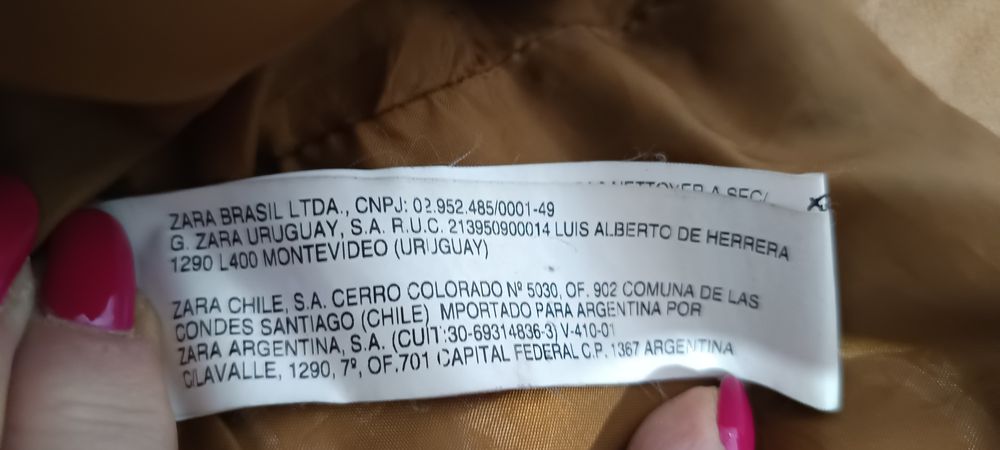 NETTOYER A SEC/
ZARA BRASIL LTDA., CNPJ: 02.952.485/0001-49
G. ZARA URUGUAY, S.A. R.U.C. 213950900014 LUIS ALBERTO DE HERRERA
1290 L400 MONTEVIDEO (URUGUAY)
ZARA CHILE, S.A. CERRO COLORADO Nº 5030, OF. 902 COMUNA DE LAS
CONDES SANTIAGO (CHILE) MPORTADO PARA ARGENTINA POR
ZARA ARGENTINA, S.A. (CUIT:30-69314836-3) V-410-01
C/LAVALLE, 1290, 7º, OF.701 CAPITAL FEDERAL C.P. 1367 ARGENTINA